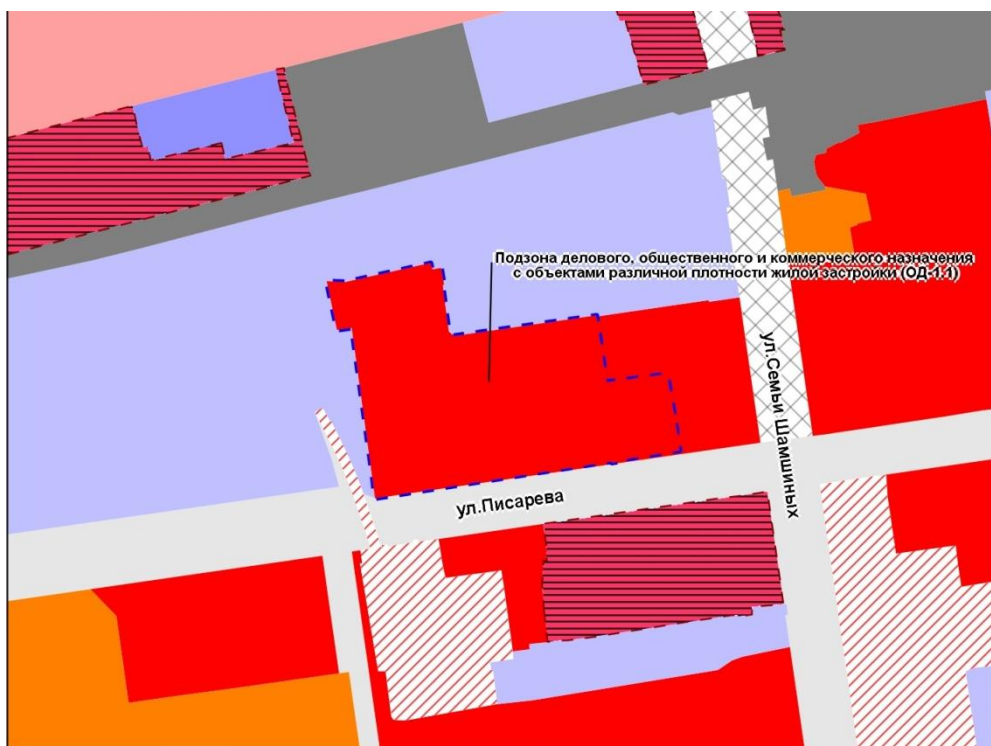 Подзона делового, общественного и коммерческого назначения
с объектами различной плотности жилой застройки (ОД-1.1)
ул.Семьи Шамшиных
ул.Писарева